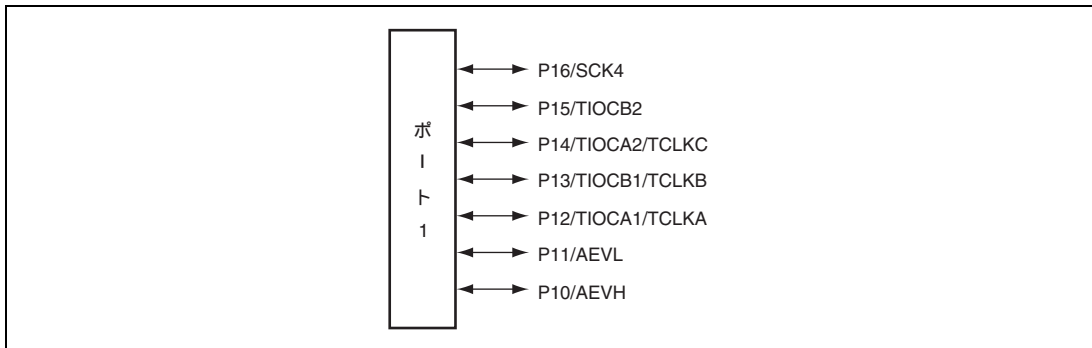 ポート1
P16/SCK4
P15/TIOCB2
P14/TIOCA2/TCLKC
P13/TIOCB1/TCLKB
P12/TIOCA1/TCLKA
P11/AEVL
P10/AEVH